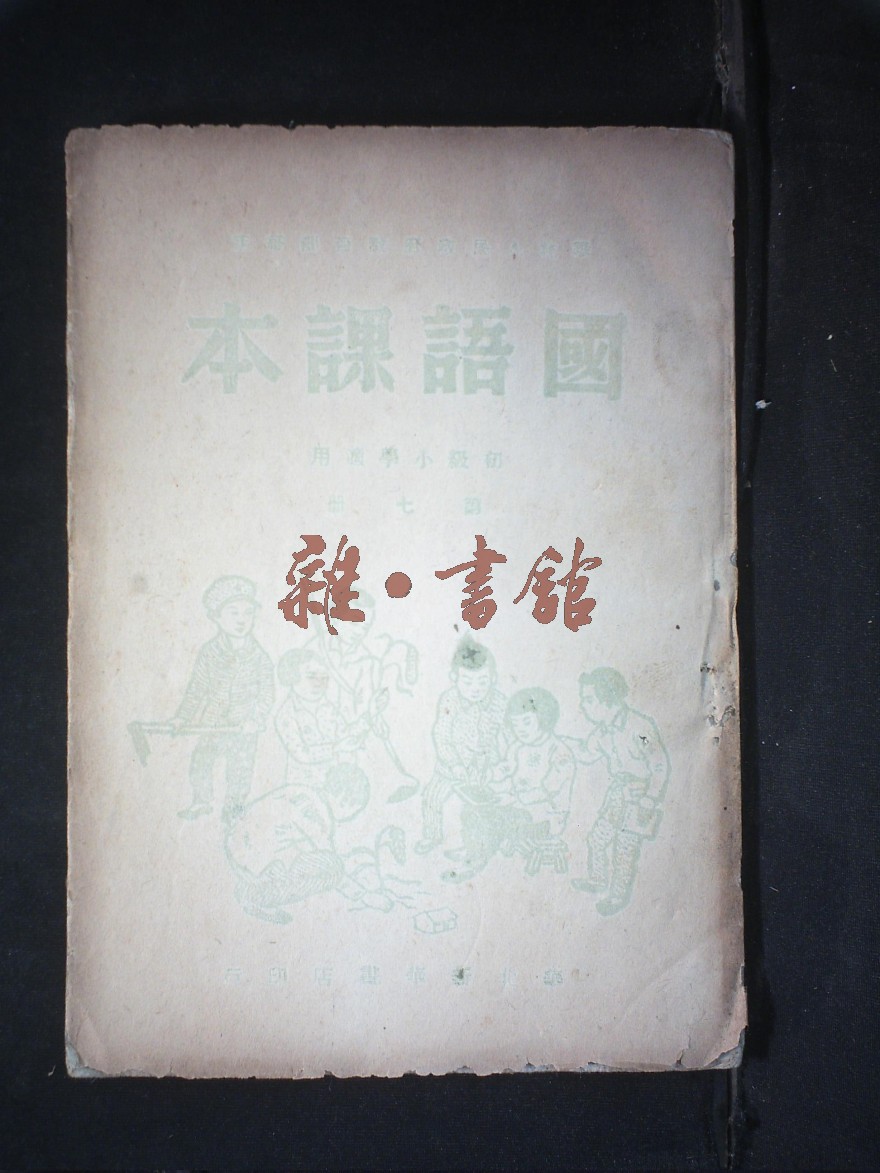 國語課本
初級小學適用
第七冊
雜·書館
新華書店印